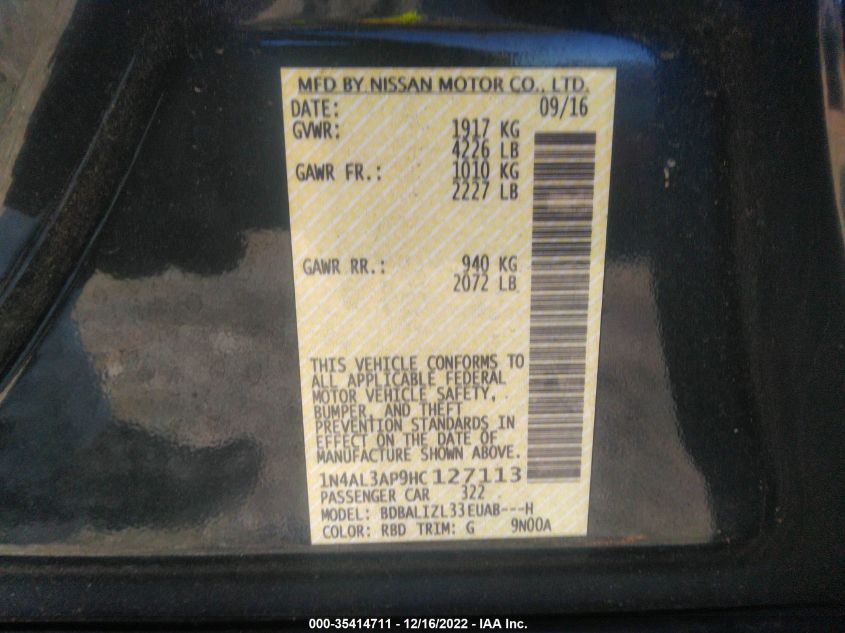 MFD BY NISSAN MOTOR CO., LTD.
DATE: 09/16
GVWR: 1917 KG
4226 LB
GAWR FR.: 1010 KG
2227 LB
GAWR RR.: 940 KG
2072 LB
THIS VEHICLE CONFORMS TO
ALL APPLICABLE FEDERAL
MOTOR VEHICLE SAFETY,
BUMPER, AND THEFT
PREVENTION STANDARDS IN
EFFECT ON THE DATE OF
MANUFACTURE SHOWN ABOVE.
1N4AL3AP9HC127113
PASSENGER CAR 322
MODEL: BDBALIZL33EUAB---H
COLOR: RBD TRIM: G 9N00A
000-35414711 - 12/16/2022 - IAA Inc.